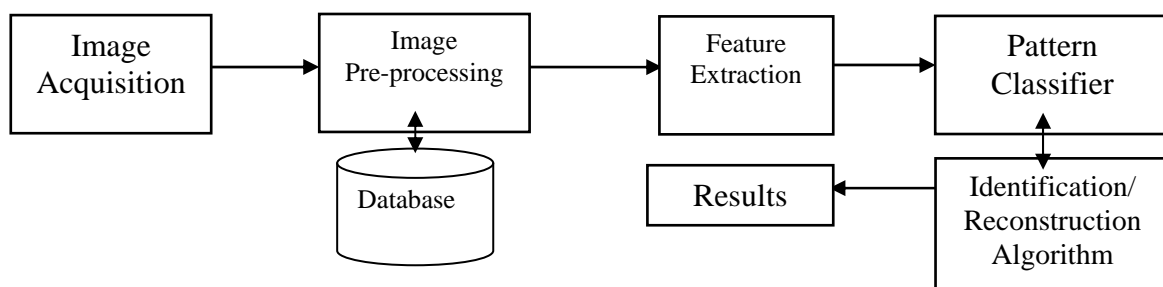 Image
Acquisition
Image
Pre-processing
Feature
Extraction
Pattern
Classifier
Database
Results
Identification/
Reconstruction
Algorithm